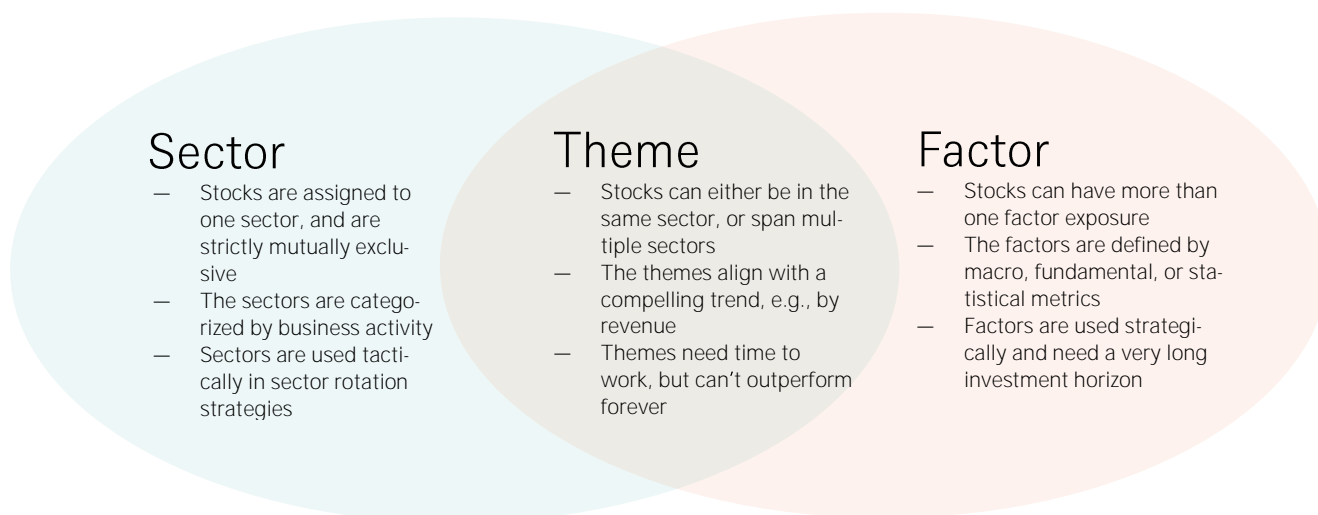 Sector
— Stocks are assigned to
one sector, and are
strictly mutually exclu-
sive
— The sectors are catego-
rized by business activity
— Sectors are used tacti-
cally in sector rotation
strategies
Theme
— Stocks can either be in the
same sector, or span mul-
tiple sectors
— The themes align with a
compelling trend, e.g., by
revenue
— Themes need time to
work, but can’t outperform
forever
Factor
— Stocks can have more than
one factor exposure
— The factors are defined by
macro, fundamental, or sta-
tistical metrics
— Factors are used strategi-
cally and need a very long
investment horizon